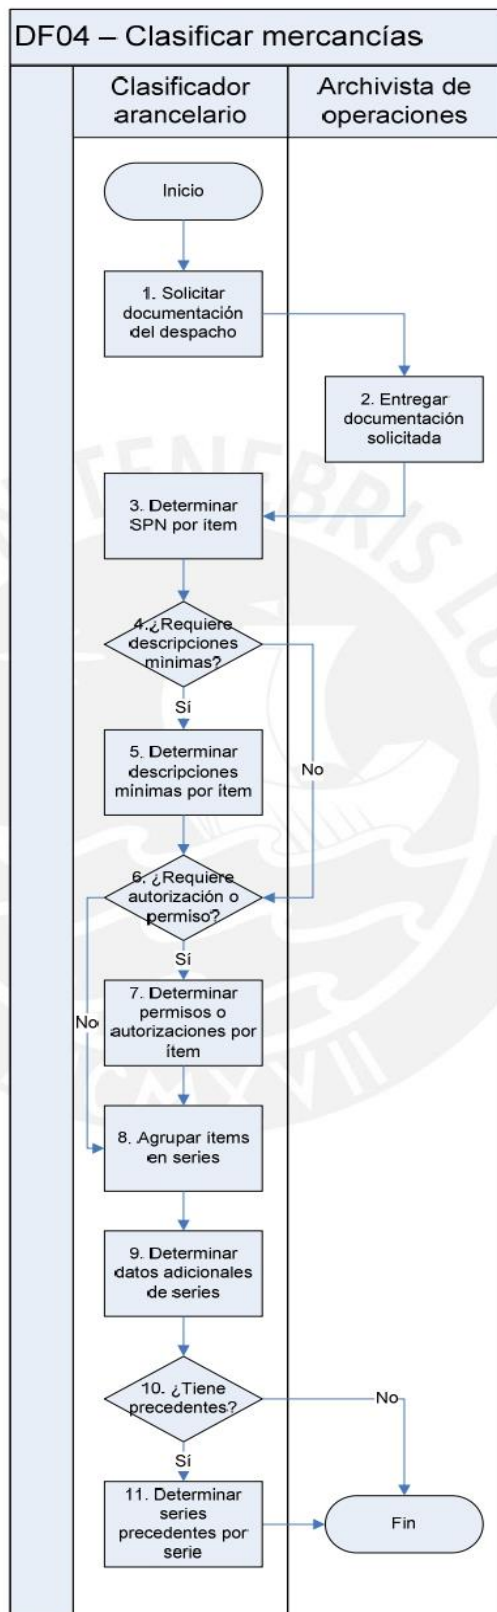 DF04 – Clasificar mercancías
Clasificador
arancelario
Archivista de
operaciones
Inicio
1. Solicitar
documentación
del despacho
2. Entregar
documentación
solicitada
3. Determinar
SPN por ítem
4.¿Requiere
descripciones
mínimas?
Sí
No
5. Determinar
descripciones
mínimas por ítem
6. ¿Requiere
autorización o
permiso?
Sí
No
7. Determinar
permisos o
autorizaciones por
ítem
8. Agrupar ítems
en series
9. Determinar
datos adicionales
de series
10. ¿Tiene
precedentes?
No
Sí
11. Determinar
series
precedentes por
serie
Fin